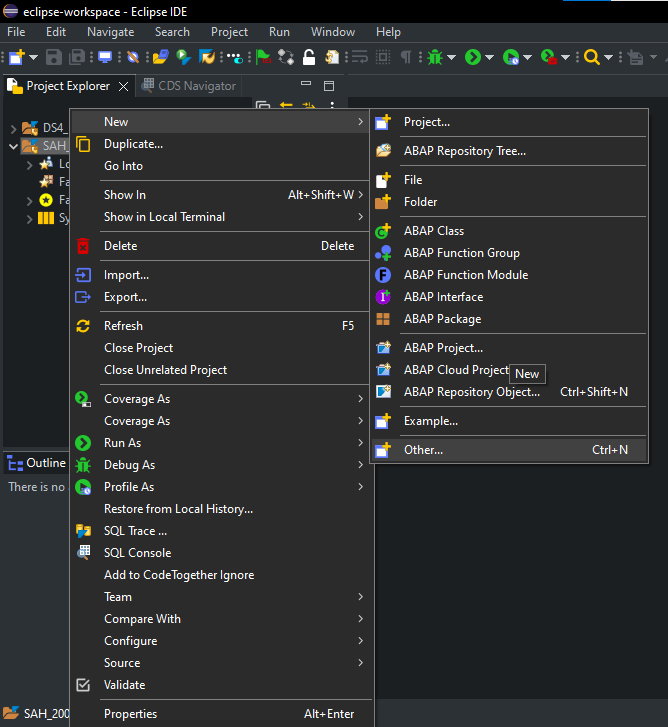 eclipse-workspace - Eclipse IDE
File Edit Navigate Search Project Run Window Help
Project Explorer CDS Navigator
DS4_
SAH_
Lo
Fa
Fa
Sy
New
Duplicate...
Go Into
Show In Alt+Shift+W
Show in Local Terminal
Delete Delete
Import...
Export...
Refresh F5
Close Project
Close Unrelated Project
Coverage As
Coverage As
Run As
Debug As
Profile As
Restore from Local History...
SQL Trace ...
SQL Console
Add to CodeTogether Ignore
Team
Compare With
Configure
Source
Validate
Properties Alt+Enter
Project...
ABAP Repository Tree...
File
Folder
ABAP Class
ABAP Function Group
ABAP Function Module
ABAP Interface
ABAP Package
ABAP Project...
ABAP Cloud Project
New
ABAP Repository Object... Ctrl+Shift+N
Example...
Other... Ctrl+N
Outline
There is no
SAH_200